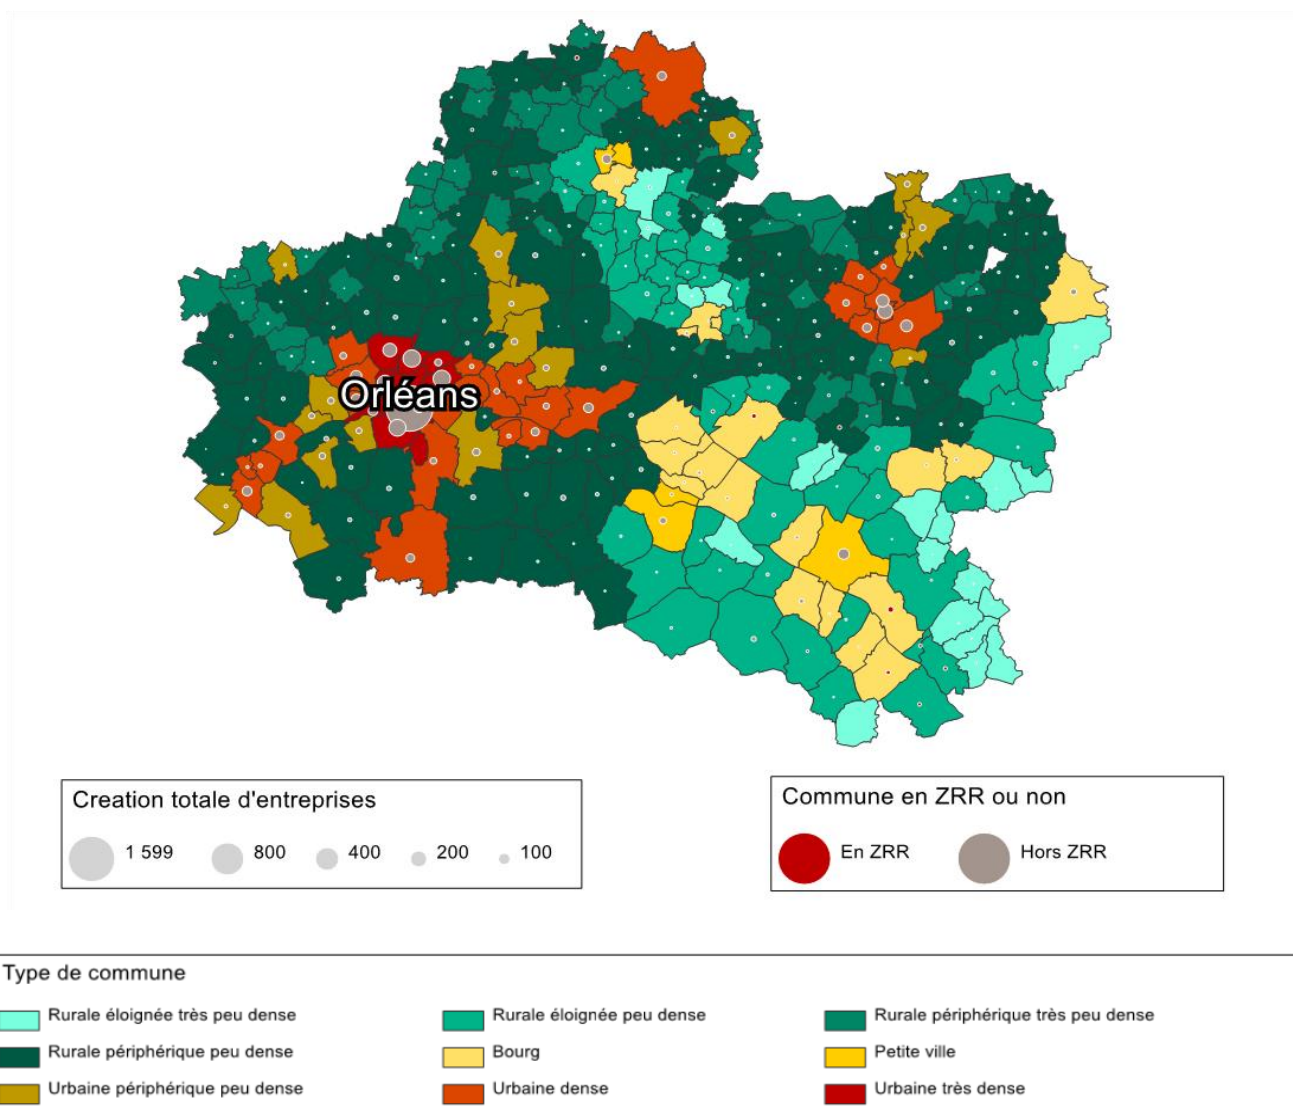 Orléans
Creation totale d'entreprises
1 599
800
400
200
100
Commune en ZRR ou non
En ZRR
Hors ZRR
Type de commune
Rurale éloignée très peu dense
Rurale éloignée peu dense
Rurale périphérique très peu dense
Rurale périphérique peu dense
Bourg
Petite ville
Urbaine périphérique peu dense
Urbaine dense
Urbaine très dense